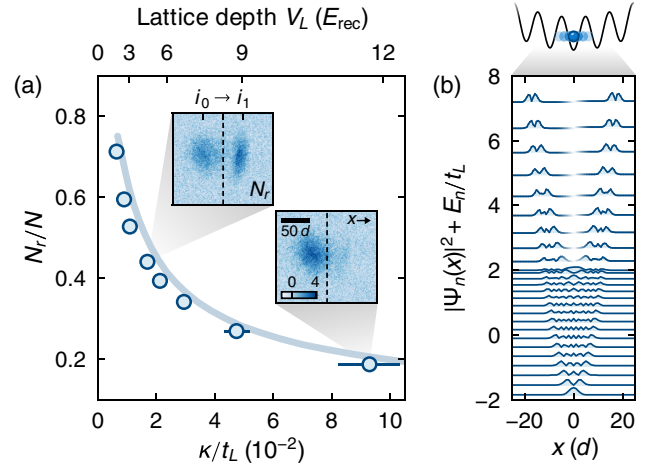 Lattice depth V_L (E_rec)
0 3 6 9 12
(a)
(b)
i₀ → i₁
N_r
x→
50 d
0 4
0.8
0.6
0.4
0.2
N_r/N
0 2 4 6 8 10
κ/t_L (10⁻²)
8
6
4
2
0
−2
|Ψ_n(x)|² + E_n/t_L
−20 0 20
x (d)